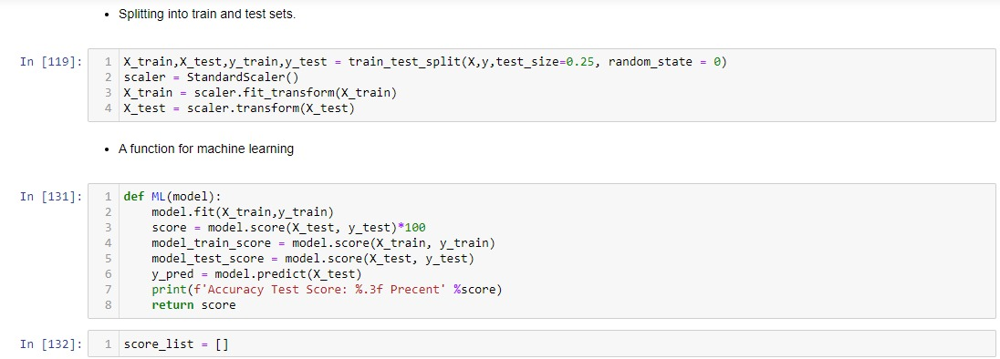 • Splitting into train and test sets.
In [119]: 1 X_train,X_test,y_train,y_test = train_test_split(X,y,test_size=0.25, random_state = 0)
2 scaler = StandardScaler()
3 X_train = scaler.fit_transform(X_train)
4 X_test = scaler.transform(X_test)
• A function for machine learning
In [131]: 1 def ML(model):
2     model.fit(X_train,y_train)
3     score = model.score(X_test, y_test)*100
4     model_train_score = model.score(X_train, y_train)
5     model_test_score = model.score(X_test, y_test)
6     y_pred = model.predict(X_test)
7     print(f'Accuracy Test Score: %.3f Precent' %score)
8     return score
In [132]: 1 score_list = []